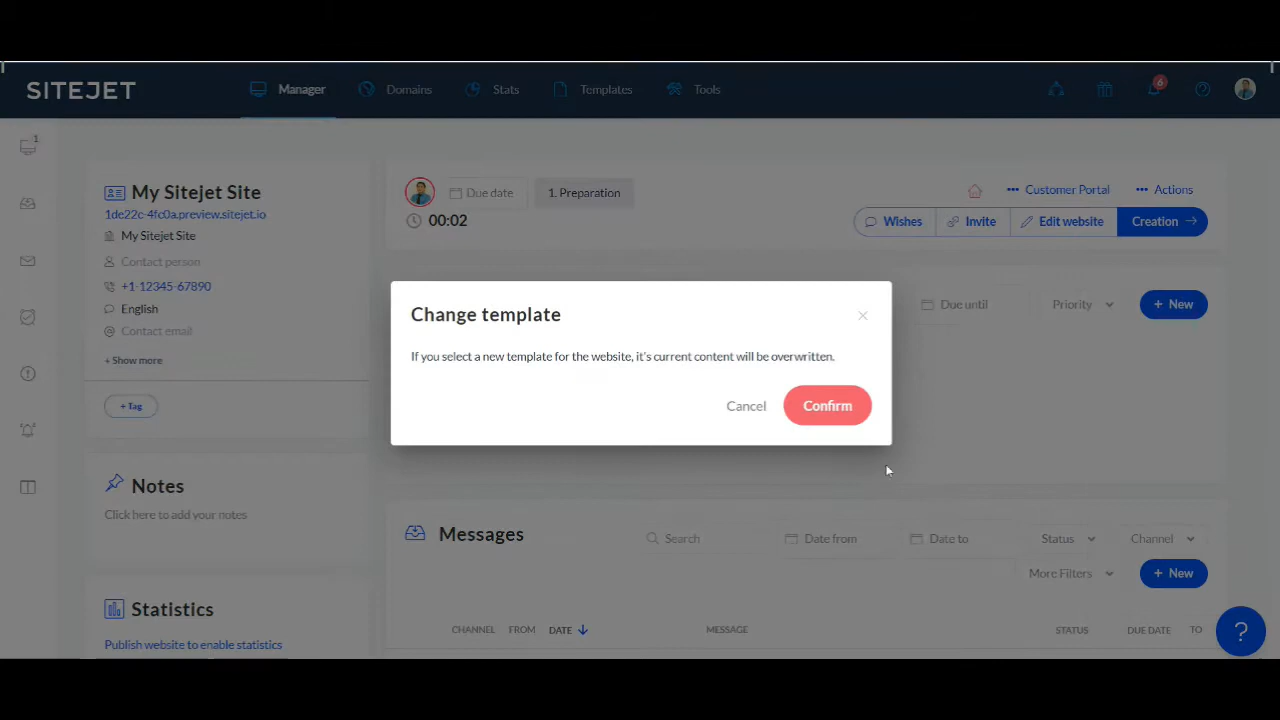 SITEJET
Manager
Domains
Stats
Templates
Tools
6
1
My Sitejet Site
1de22c-4fc0a.preview.sitejet.io
My Sitejet Site
Contact person
+1-12345-67890
English
Contact email
+ Show more
+ Tag
Notes
Click here to add your notes
Statistics
Publish website to enable statistics
Due date
1. Preparation
00:02
Customer Portal
Actions
Wishes
Invite
Edit website
Creation
Due until
Priority
+ New
Change template
If you select a new template for the website, it's current content will be overwritten.
Cancel
Confirm
Messages
Search
Date from
Date to
Status
Channel
More Filters
+ New
CHANNEL FROM DATE MESSAGE STATUS DUE DATE TO
?